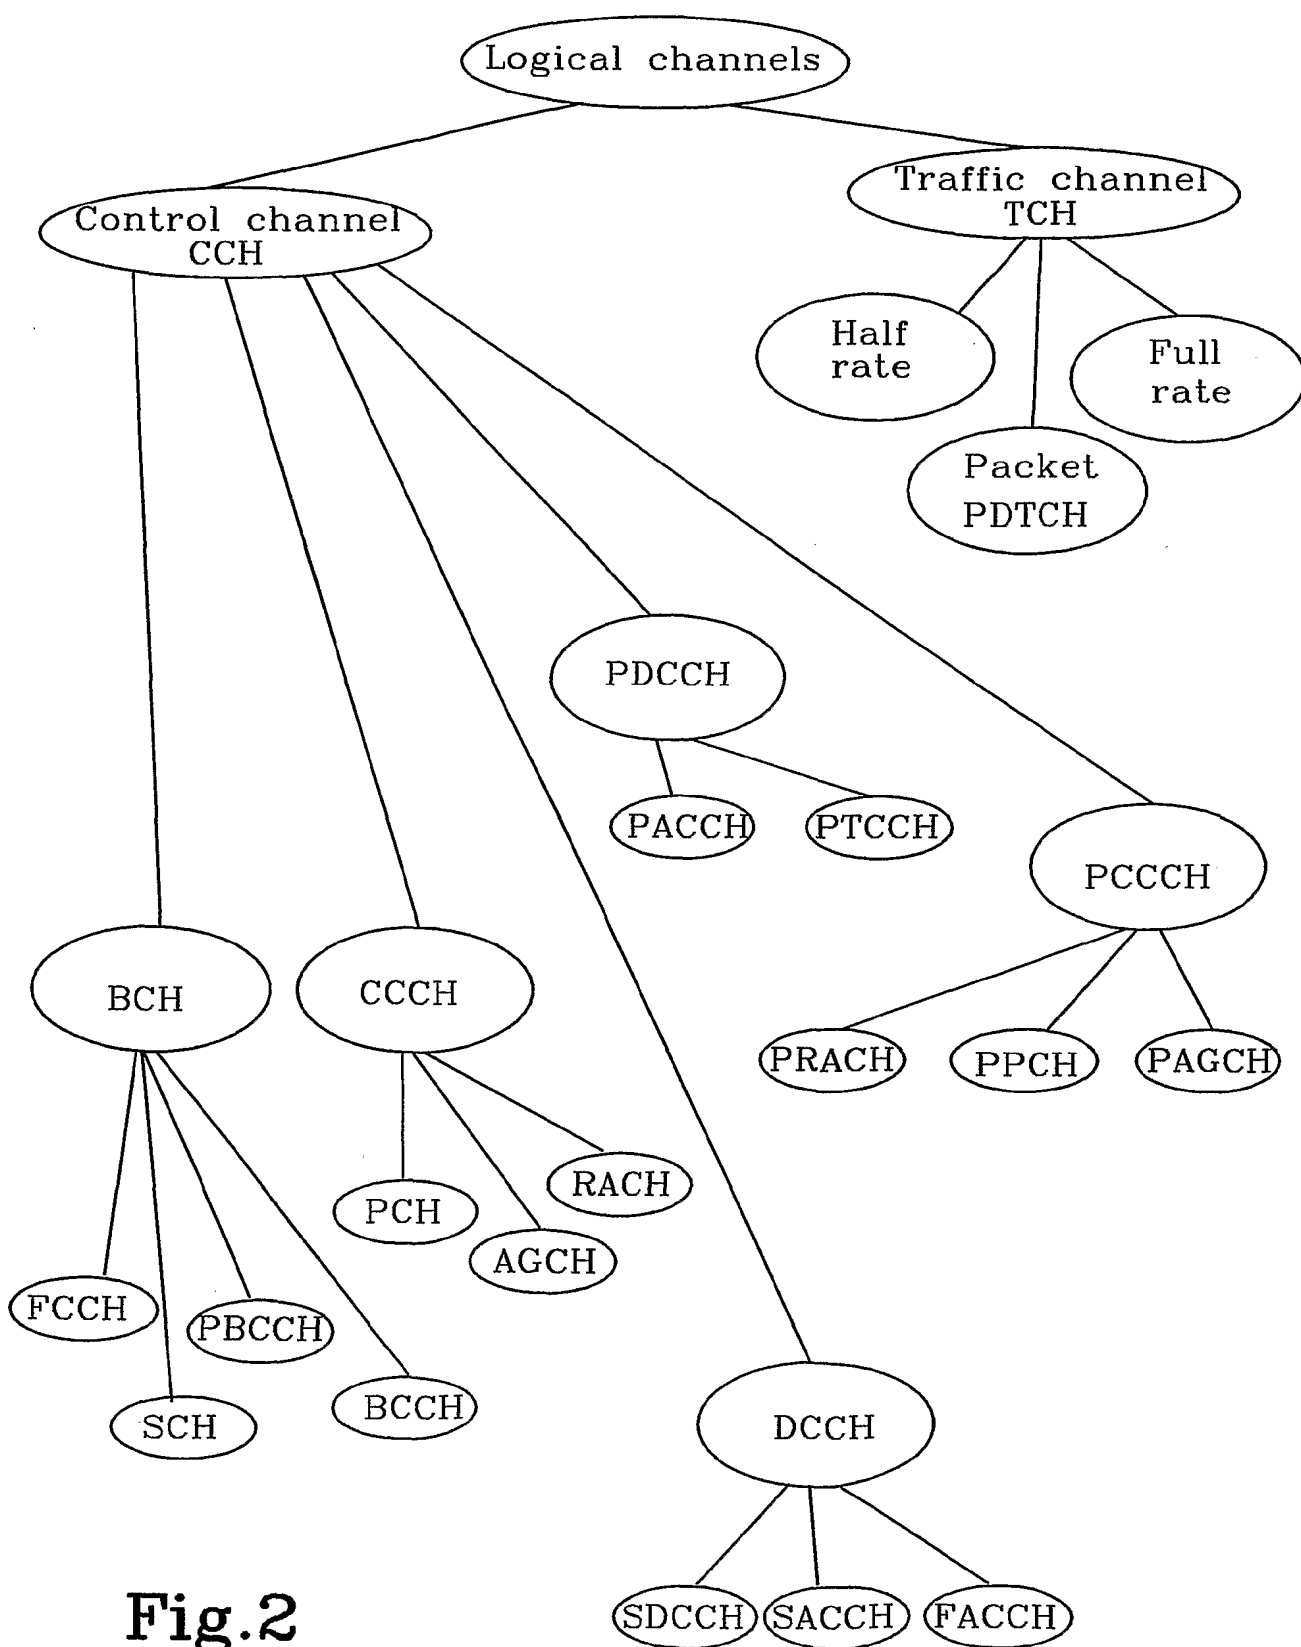 Logical channels
Traffic channel
TCH
Control channel
CCH
Half
rate
Full
rate
Packet
PDTCH
PDCCH
PACCH
PTCCH
PCCCH
BCH
CCCH
PRACH
PPCH
PAGCH
RACH
PCH
AGCH
FCCH
PBCCH
BCCH
SCH
DCCH
SDCCH
SACCH
FACCH
Fig.2